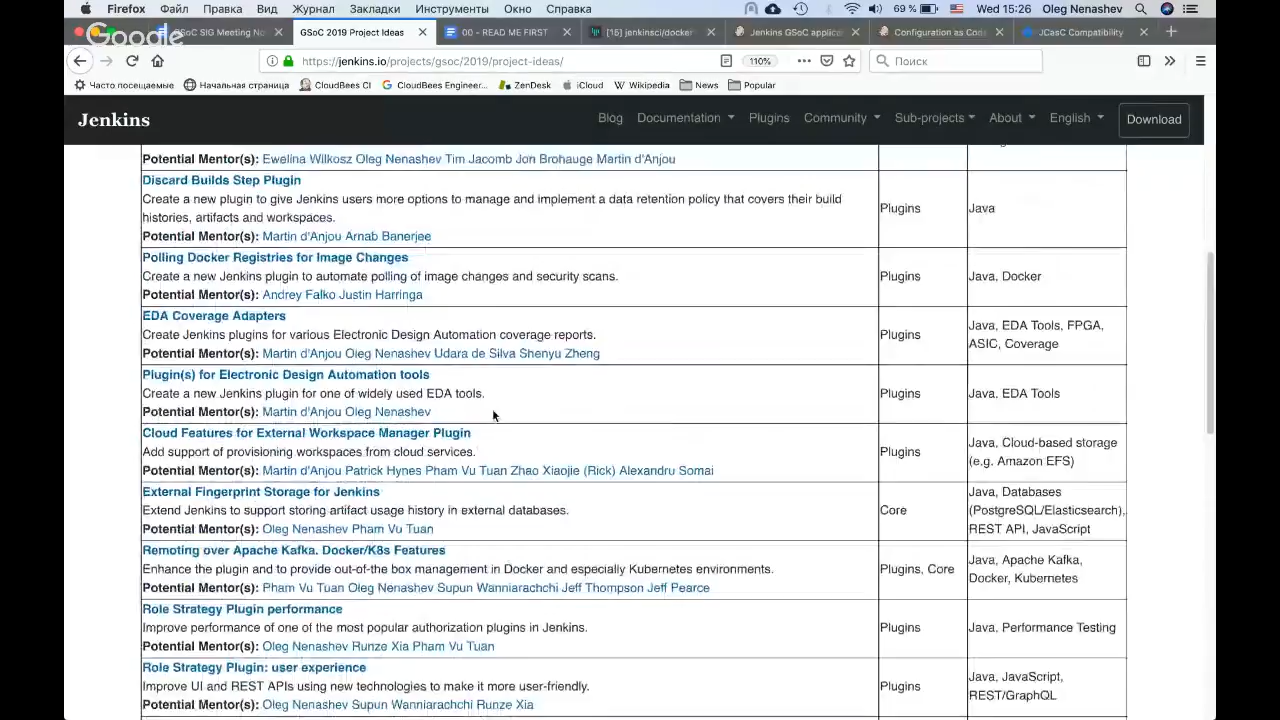 Firefox Файл Правка Вид Журнал Закладки Инструменты Окно Справка 69 % Wed 15:26 Oleg Nenashev
Google
GSoC SIG Meeting No GSoC 2019 Project Ideas 00 - READ ME FIRST [15] jenkinsci/docker Jenkins GSoC applic Configuration as Code JCasC Compatibility
https://jenkins.io/projects/gsoc/2019/project-ideas/ 110% Поиск
Часто посещаемые Начальная страница CloudBees CI CloudBees Engineer... ZenDesk iCloud Wikipedia News Popular
Jenkins Blog Documentation Plugins Community Sub-projects About English Download
Potential Mentor(s): Ewelina Wilkosz Oleg Nenashev Tim Jacomb Jon Brohauge Martin d'Anjou
Discard Builds Step Plugin
Create a new plugin to give Jenkins users more options to manage and implement a data retention policy that covers their build
histories, artifacts and workspaces.
Potential Mentor(s): Martin d'Anjou Arnab Banerjee
Plugins
Java
Polling Docker Registries for Image Changes
Create a new Jenkins plugin to automate polling of image changes and security scans.
Potential Mentor(s): Andrey Falko Justin Harringa
Plugins
Java, Docker
EDA Coverage Adapters
Create Jenkins plugins for various Electronic Design Automation coverage reports.
Potential Mentor(s): Martin d'Anjou Oleg Nenashev Udara de Silva Shenyu Zheng
Plugins
Java, EDA Tools, FPGA,
ASIC, Coverage
Plugin(s) for Electronic Design Automation tools
Create a new Jenkins plugin for one of widely used EDA tools.
Potential Mentor(s): Martin d'Anjou Oleg Nenashev
Plugins
Java, EDA Tools
Cloud Features for External Workspace Manager Plugin
Add support of provisioning workspaces from cloud services.
Potential Mentor(s): Martin d'Anjou Patrick Hynes Pham Vu Tuan Zhao Xiaojie (Rick) Alexandru Somai
Plugins
Java, Cloud-based storage
(e.g. Amazon EFS)
External Fingerprint Storage for Jenkins
Extend Jenkins to support storing artifact usage history in external databases.
Potential Mentor(s): Oleg Nenashev Pham Vu Tuan
Core
Java, Databases
(PostgreSQL/Elasticsearch),
REST API, JavaScript
Remoting over Apache Kafka. Docker/K8s Features
Enhance the plugin and to provide out-of-the box management in Docker and especially Kubernetes environments.
Potential Mentor(s): Pham Vu Tuan Oleg Nenashev Supun Wanniarachchi Jeff Thompson Jeff Pearce
Plugins, Core
Java, Apache Kafka,
Docker, Kubernetes
Role Strategy Plugin performance
Improve performance of one of the most popular authorization plugins in Jenkins.
Potential Mentor(s): Oleg Nenashev Runze Xia Pham Vu Tuan
Plugins
Java, Performance Testing
Role Strategy Plugin: user experience
Improve UI and REST APIs using new technologies to make it more user-friendly.
Potential Mentor(s): Oleg Nenashev Supun Wanniarachchi Runze Xia
Plugins
Java, JavaScript,
REST/GraphQL